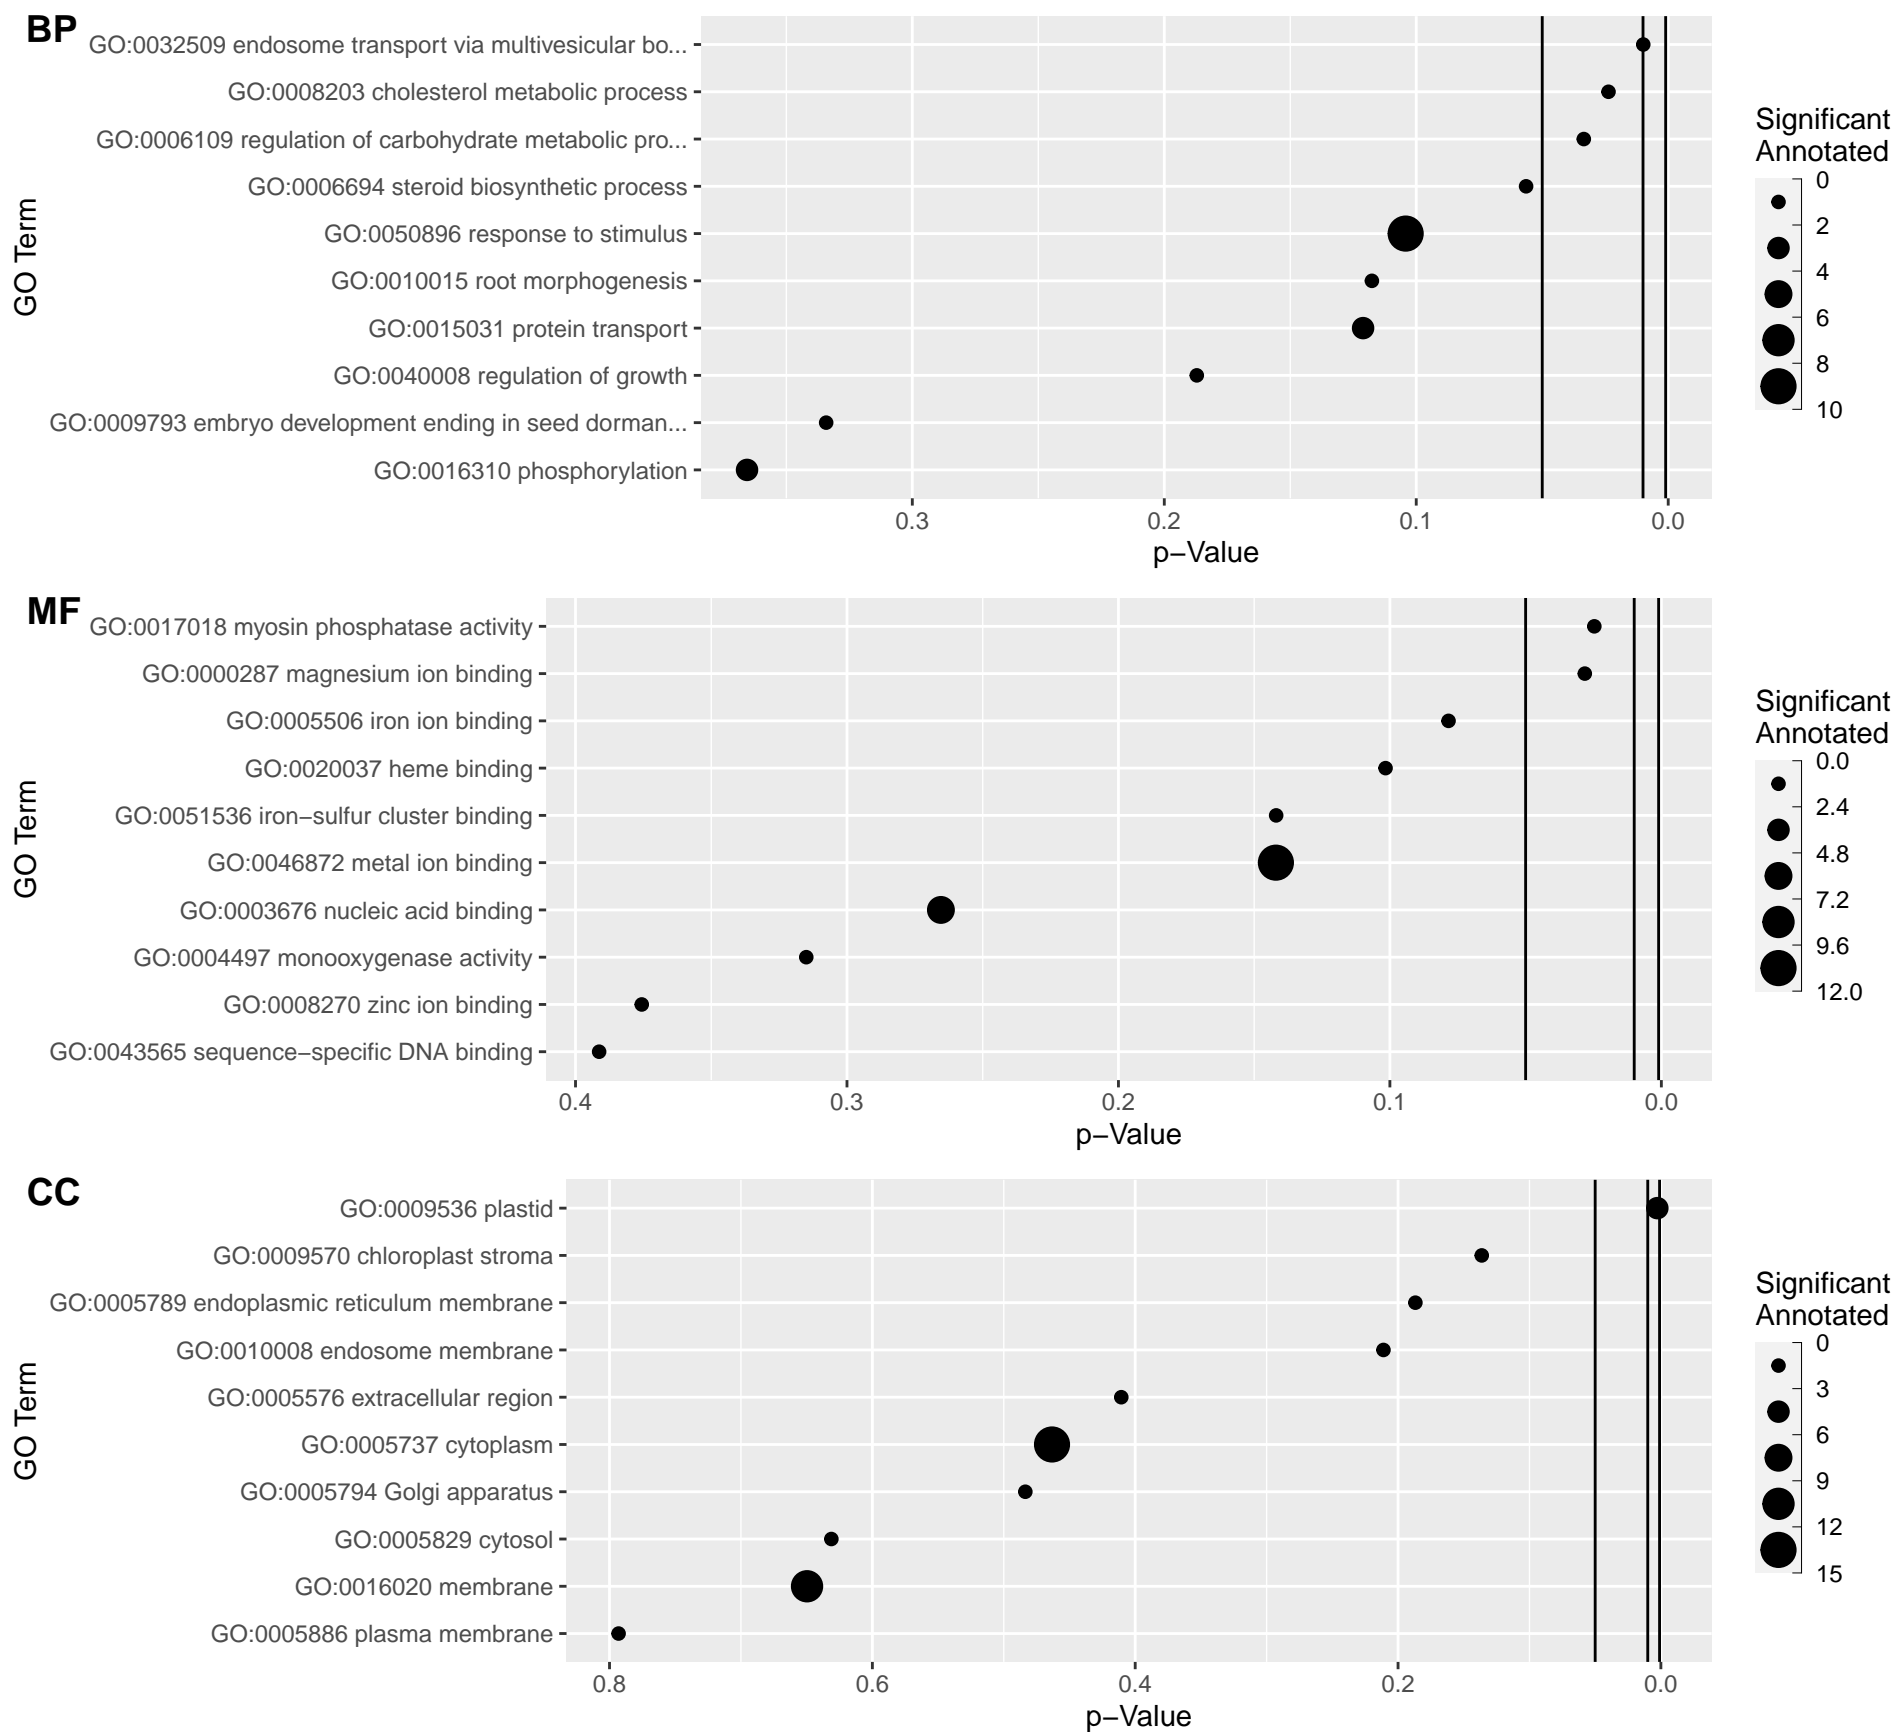 BP
GO:0032509 endosome transport via multivesicular bo...
GO:0008203 cholesterol metabolic process
GO:0006109 regulation of carbohydrate metabolic pro...
GO:0006694 steroid biosynthetic process
GO:0050896 response to stimulus
GO:0010015 root morphogenesis
GO:0015031 protein transport
GO:0040008 regulation of growth
GO:0009793 embryo development ending in seed dorman...
GO:0016310 phosphorylation
GO Term
0.3 0.2 0.1 0.0
p−Value
Significant
Annotated
0
2
4
6
8
10
MF
GO:0017018 myosin phosphatase activity
GO:0000287 magnesium ion binding
GO:0005506 iron ion binding
GO:0020037 heme binding
GO:0051536 iron−sulfur cluster binding
GO:0046872 metal ion binding
GO:0003676 nucleic acid binding
GO:0004497 monooxygenase activity
GO:0008270 zinc ion binding
GO:0043565 sequence−specific DNA binding
GO Term
0.4 0.3 0.2 0.1 0.0
p−Value
Significant
Annotated
0.0
2.4
4.8
7.2
9.6
12.0
CC
GO:0009536 plastid
GO:0009570 chloroplast stroma
GO:0005789 endoplasmic reticulum membrane
GO:0010008 endosome membrane
GO:0005576 extracellular region
GO:0005737 cytoplasm
GO:0005794 Golgi apparatus
GO:0005829 cytosol
GO:0016020 membrane
GO:0005886 plasma membrane
GO Term
0.8 0.6 0.4 0.2 0.0
p−Value
Significant
Annotated
0
3
6
9
12
15